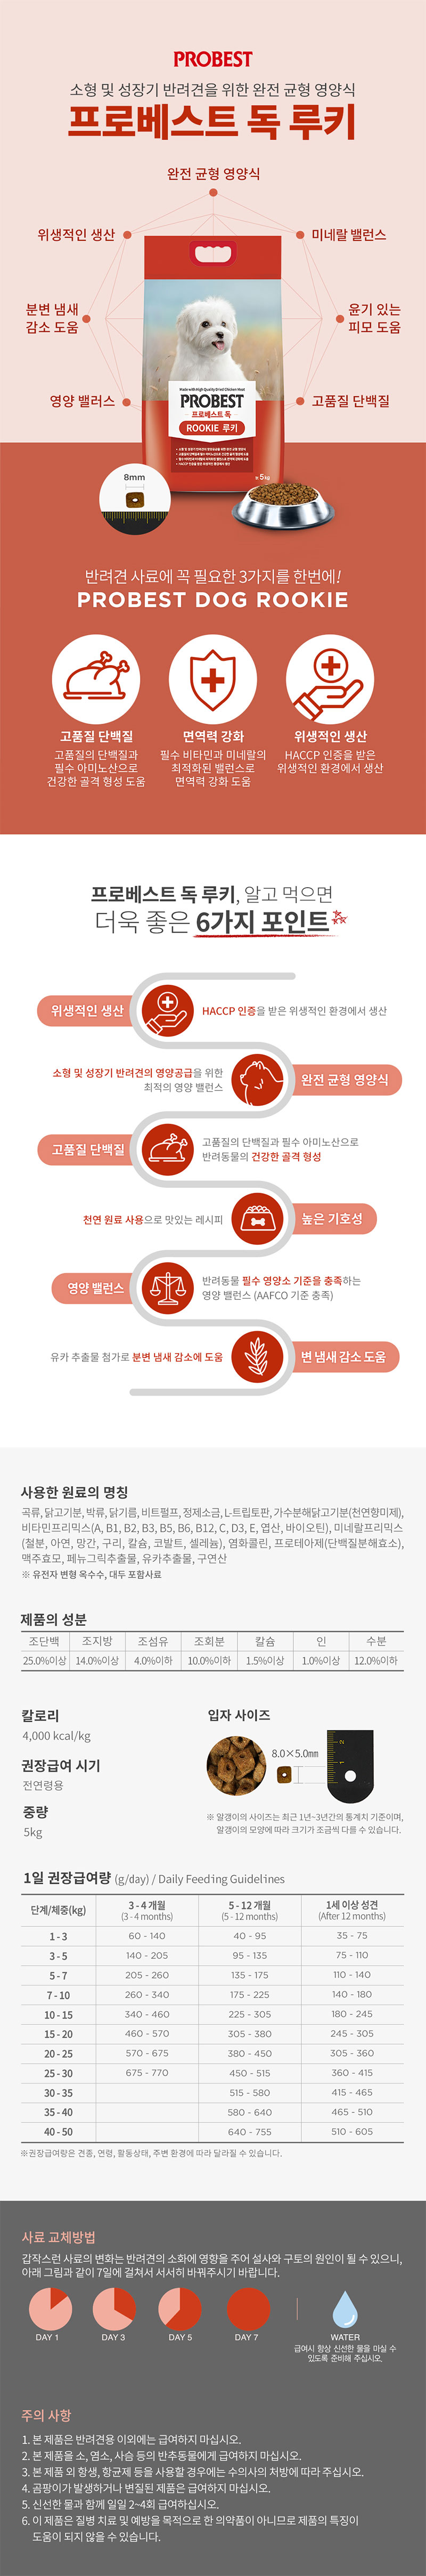 PROBEST
소형 및 성장기 반려견을 위한 완전 균형 영양식
프로베스트 독 루키
완전 균형 영양식
위생적인 생산
미네랄 밸런스
분변 냄새
감소 도움
윤기 있는
피모 도움
영양 밸러스
고품질 단백질
Made with High Quality Dried Chicken Meat
PROBEST
프로베스트 독
ROOKIE 루키
5kg
8mm
반려견 사료에 꼭 필요한 3가지를 한번에!
PROBEST DOG ROOKIE
고품질 단백질
고품질의 단백질과
필수 아미노산으로
건강한 골격 형성 도움
면역력 강화
필수 비타민과 미네랄의
최적화된 밸런스로
면역력 강화 도움
위생적인 생산
HACCP 인증을 받은
위생적인 환경에서 생산
프로베스트 독 루키, 알고 먹으면
더욱 좋은 6가지 포인트
위생적인 생산
HACCP 인증을 받은 위생적인 환경에서 생산
소형 및 성장기 반려견의 영양공급을 위한
최적의 영양 밸런스
완전 균형 영양식
고품질 단백질
고품질의 단백질과 필수 아미노산으로
반려동물의 건강한 골격 형성
천연 원료 사용으로 맛있는 레시피
높은 기호성
영양 밸런스
반려동물 필수 영양소 기준을 충족하는
영양 밸런스 (AAFCO 기준 충족)
유카 추출물 첨가로 분변 냄새 감소에 도움
변 냄새 감소 도움
사용한 원료의 명칭
곡류, 닭고기분, 박류, 닭기름, 비트펄프, 정제소금, L-트립토판, 가수분해닭고기분(천연향미제),
비타민프리믹스(A, B1, B2, B3, B5, B6, B12, C, D3, E, 엽산, 바이오틴), 미네랄프리믹스
(철분, 아연, 망간, 구리, 칼슘, 코발트, 셀레늄), 염화콜린, 프로테아제(단백질분해효소),
맥주효모, 페뉴그릭추출물, 유카추출물, 구연산
※ 유전자 변형 옥수수, 대두 포함사료
제품의 성분
조단백 조지방 조섬유 조회분 칼슘 인 수분
25.0%이상 14.0%이상 4.0%이하 10.0%이하 1.5%이상 1.0%이상 12.0%이하
칼로리
4,000 kcal/kg
권장급여 시기
전연령용
중량
5kg
입자 사이즈
8.0×5.0mm
1
2
※ 알갱이의 사이즈는 최근 1년~3년간의 통계치 기준이며,
알갱이의 모양에 따라 크기가 조금씩 다를 수 있습니다.
1일 권장급여량 (g/day) / Daily Feeding Guidelines
단계/체중(kg) 3 - 4 개월 (3 - 4 months) 5 - 12 개월 (5 - 12 months) 1세 이상 성견 (After 12 months)
1 - 3 60 - 140 40 - 95 35 - 75
3 - 5 140 - 205 95 - 135 75 - 110
5 - 7 205 - 260 135 - 175 110 - 140
7 - 10 260 - 340 175 - 225 140 - 180
10 - 15 340 - 460 225 - 305 180 - 245
15 - 20 460 - 570 305 - 380 245 - 305
20 - 25 570 - 675 380 - 450 305 - 360
25 - 30 675 - 770 450 - 515 360 - 415
30 - 35 515 - 580 415 - 465
35 - 40 580 - 640 465 - 510
40 - 50 640 - 755 510 - 605
※권장급여량은 견종, 연령, 활동상태, 주변 환경에 따라 달라질 수 있습니다.
사료 교체방법
갑작스런 사료의 변화는 반려견의 소화에 영향을 주어 설사와 구토의 원인이 될 수 있으니,
아래 그림과 같이 7일에 걸쳐서 서서히 바꿔주시기 바랍니다.
DAY 1
DAY 3
DAY 5
DAY 7
WATER
급여시 항상 신선한 물을 마실 수
있도록 준비해 주십시오.
주의 사항
1. 본 제품은 반려견용 이외에는 급여하지 마십시오.
2. 본 제품을 소, 염소, 사슴 등의 반추동물에게 급여하지 마십시오.
3. 본 제품 외 항생, 항균제 등을 사용할 경우에는 수의사의 처방에 따라 주십시오.
4. 곰팡이가 발생하거나 변질된 제품은 급여하지 마십시오.
5. 신선한 물과 함께 일일 2~4회 급여하십시오.
6. 이 제품은 질병 치료 및 예방을 목적으로 한 의약품이 아니므로 제품의 특징이
도움이 되지 않을 수 있습니다.